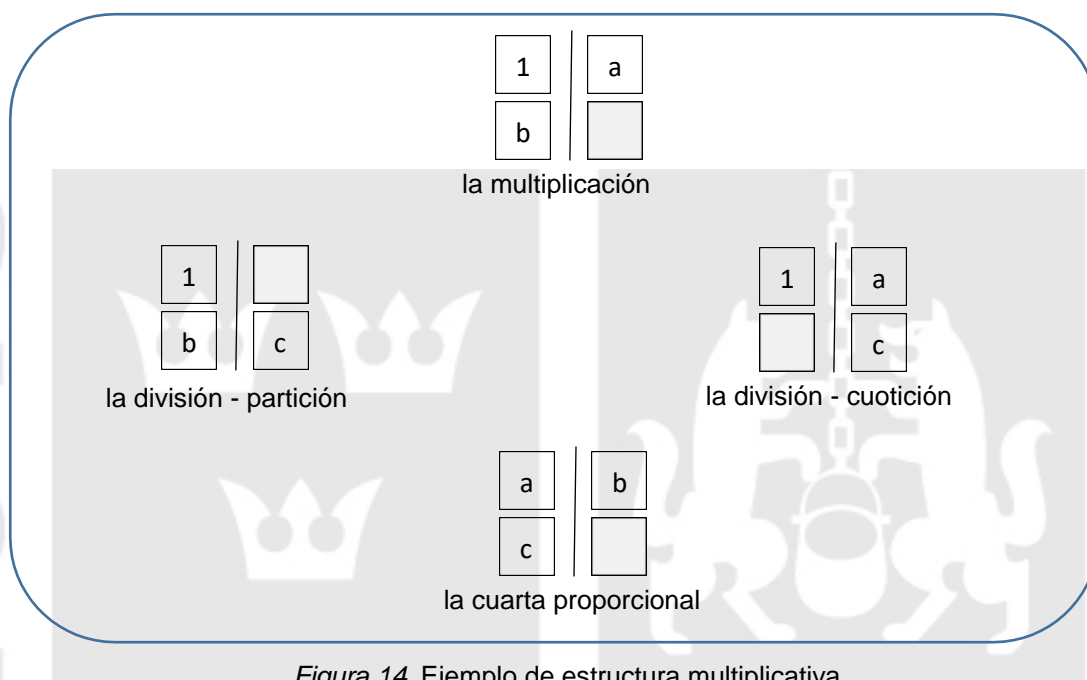 1 a
b
la multiplicación
1 1 a
b c c
la división - partición la división - cuotición
a b
c
la cuarta proporcional
Figura 14. Ejemplo de estructura multiplicativa